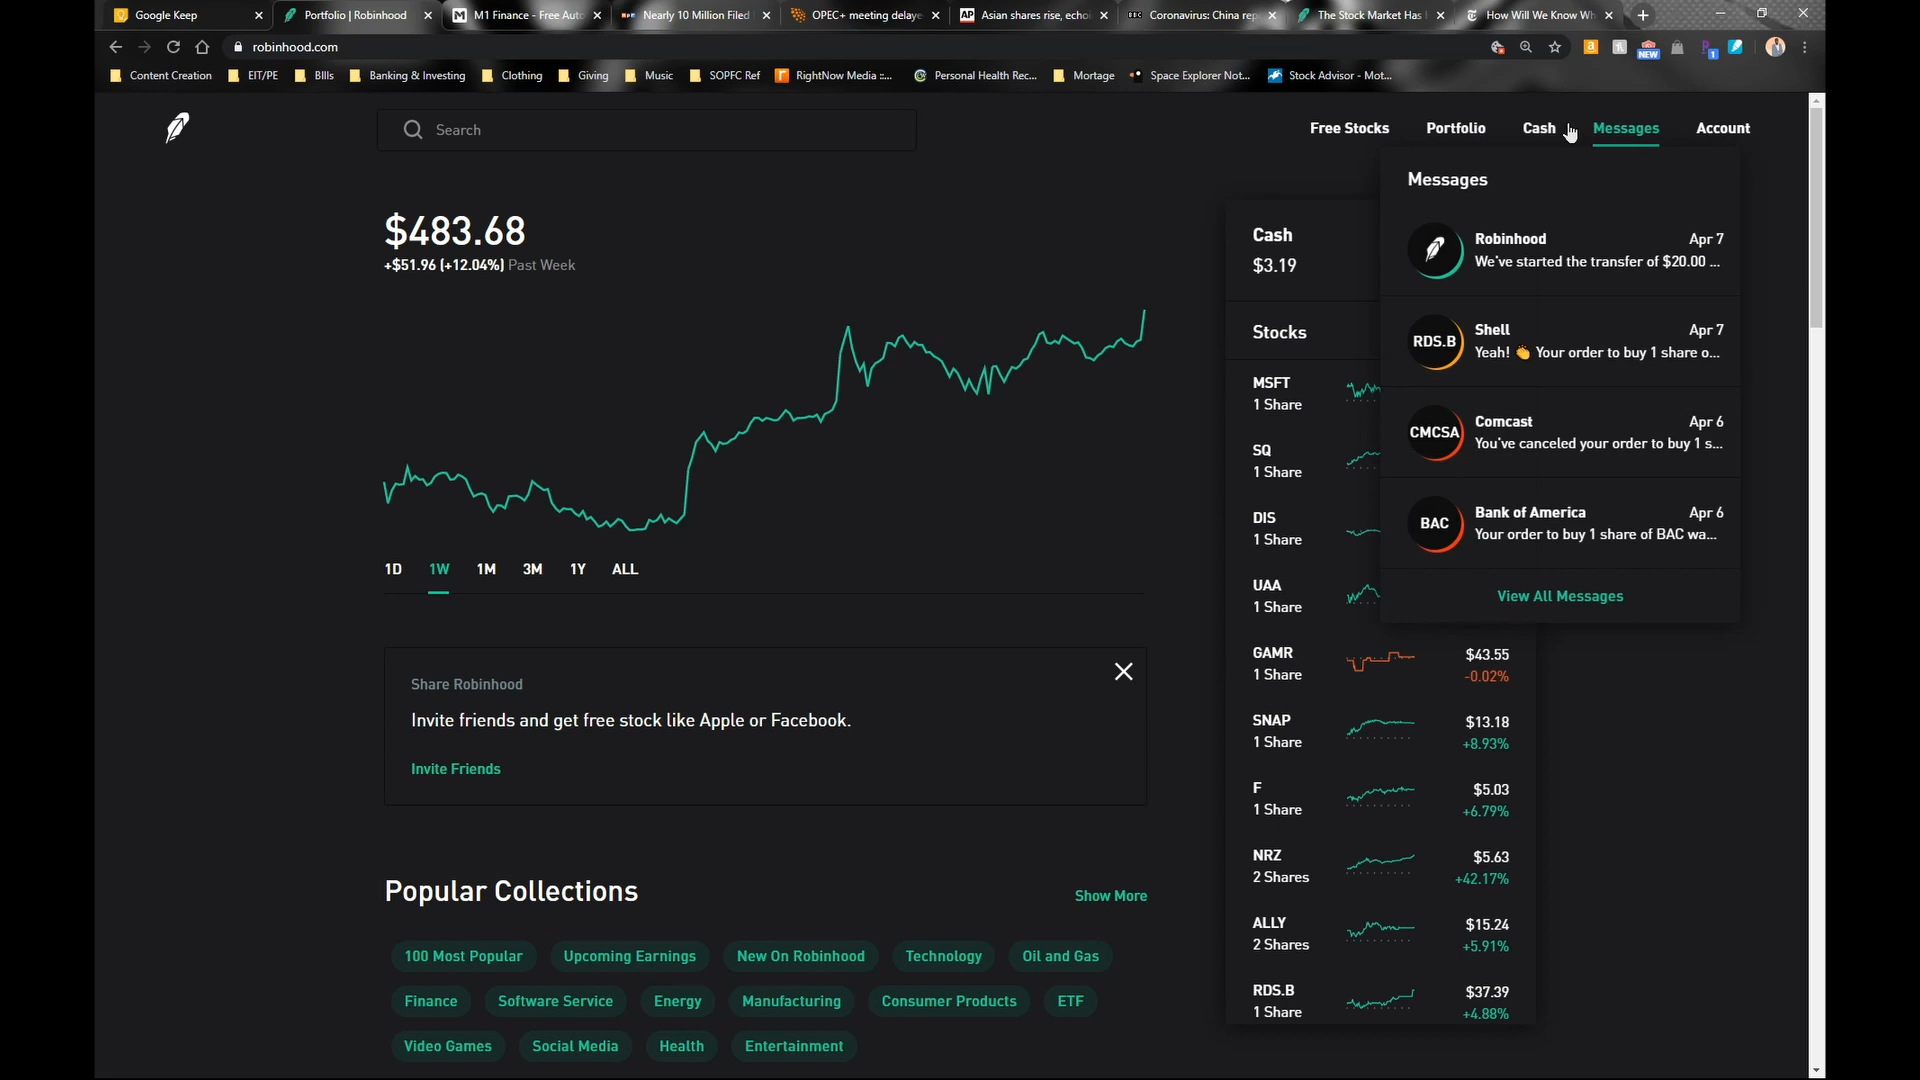 Google Keep
Portfolio | Robinhood
M1 Finance - Free Auto
Nearly 10 Million Filed
OPEC+ meeting delaye
AP Asian shares rise, echo
BBC Coronavirus: China rep
The Stock Market Has
How Will We Know Wh
robinhood.com
NEW
1
Content Creation
EIT/PE
Bills
Banking & Investing
Clothing
Giving
Music
SOPFC Ref
RightNow Media ::...
Personal Health Rec...
Mortage
Space Explorer Not...
Stock Advisor - Mot...
Search
Free Stocks
Portfolio
Cash
Messages
Account
$483.68
+$51.96 (+12.04%) Past Week
1D
1W
1M
3M
1Y
ALL
Share Robinhood
Invite friends and get free stock like Apple or Facebook.
Invite Friends
Popular Collections
Show More
100 Most Popular
Upcoming Earnings
New On Robinhood
Technology
Oil and Gas
Finance
Software Service
Energy
Manufacturing
Consumer Products
ETF
Video Games
Social Media
Health
Entertainment
Cash
$3.19
Stocks
MSFT
1 Share
SQ
1 Share
DIS
1 Share
UAA
1 Share
GAMR
1 Share
$43.55
-0.02%
SNAP
1 Share
$13.18
+8.93%
F
1 Share
$5.03
+6.79%
NRZ
2 Shares
$5.63
+42.17%
ALLY
2 Shares
$15.24
+5.91%
RDS.B
1 Share
$37.39
+4.88%
Messages
Robinhood
Apr 7
We've started the transfer of $20.00 ...
RDS.B
Shell
Apr 7
Yeah! 👏 Your order to buy 1 share o...
CMCSA
Comcast
Apr 6
You've canceled your order to buy 1 s...
BAC
Bank of America
Apr 6
Your order to buy 1 share of BAC wa...
View All Messages